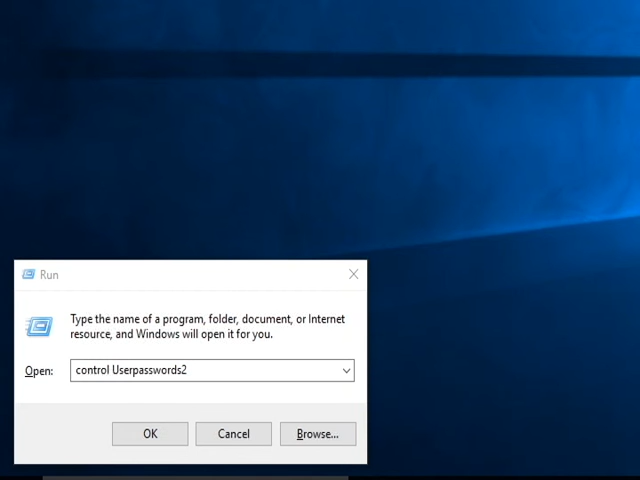 Run
Type the name of a program, folder, document, or Internet
resource, and Windows will open it for you.
Open: control Userpasswords2
OK Cancel Browse...